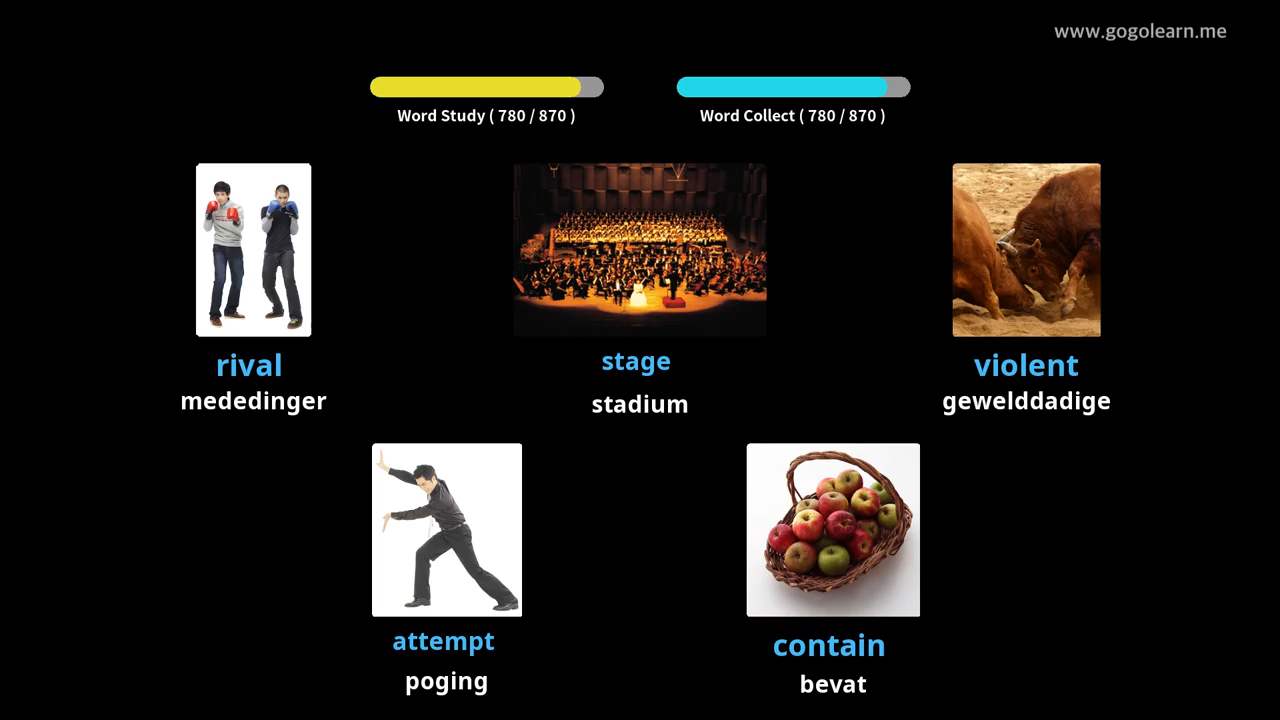 www.gogolearn.me
Word Study ( 780 / 870 )
Word Collect ( 780 / 870 )
rival
mededinger
stage
stadium
violent
gewelddadige
attempt
poging
contain
bevat